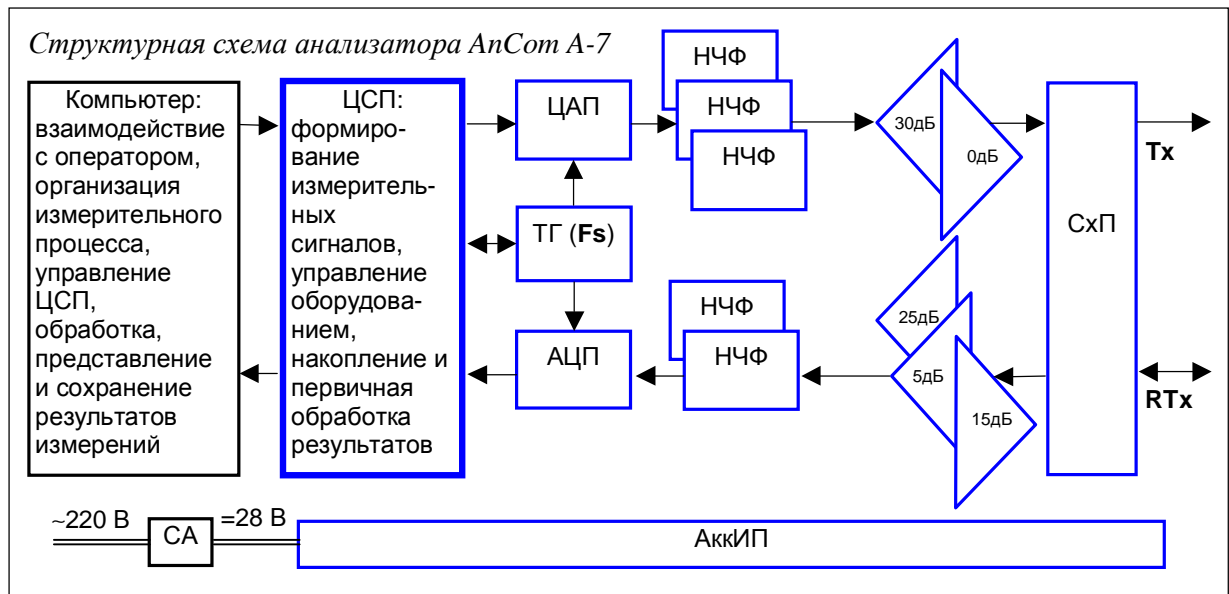 Структурная схема анализатора AnCom A-7
Компьютер:
взаимодействие
с оператором,
организация
измерительного
процесса,
управление
ЦСП,
обработка,
представление
и сохранение
результатов
измерений
ЦСП:
формиро-
вание
измеритель-
ных
сигналов,
управление
оборудова-
нием,
накопление и
первичная
обработка
результатов
ЦАП
ТГ (Fs)
АЦП
НЧФ
НЧФ
НЧФ
НЧФ
НЧФ
30дБ
0дБ
25дБ
5дБ
15дБ
СхП
Tx
RTx
~220 В
СА
=28 В
АккИП